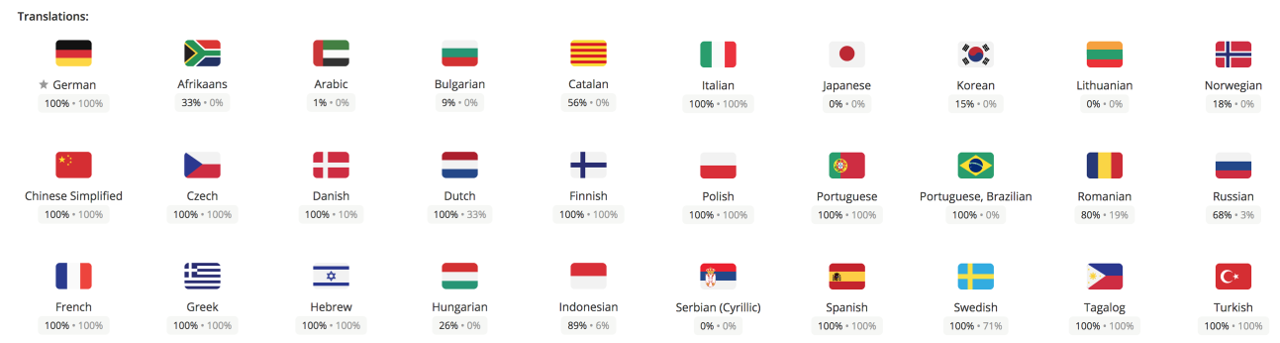 Translations:
★ German Afrikaans Arabic Bulgarian Catalan Italian Japanese Korean Lithuanian Norwegian
100% • 100% 33% • 0% 1% • 0% 9% • 0% 56% • 0% 100% • 100% 0% • 0% 15% • 0% 0% • 0% 18% • 0%
Chinese Simplified Czech Danish Dutch Finnish Polish Portuguese Portuguese, Brazilian Romanian Russian
100% • 100% 100% • 100% 100% • 10% 100% • 33% 100% • 100% 100% • 100% 100% • 100% 100% • 0% 80% • 19% 68% • 3%
French Greek Hebrew Hungarian Indonesian Serbian (Cyrillic) Spanish Swedish Tagalog Turkish
100% • 100% 100% • 100% 100% • 100% 26% • 0% 89% • 6% 0% • 0% 100% • 100% 100% • 71% 100% • 100% 100% • 100%